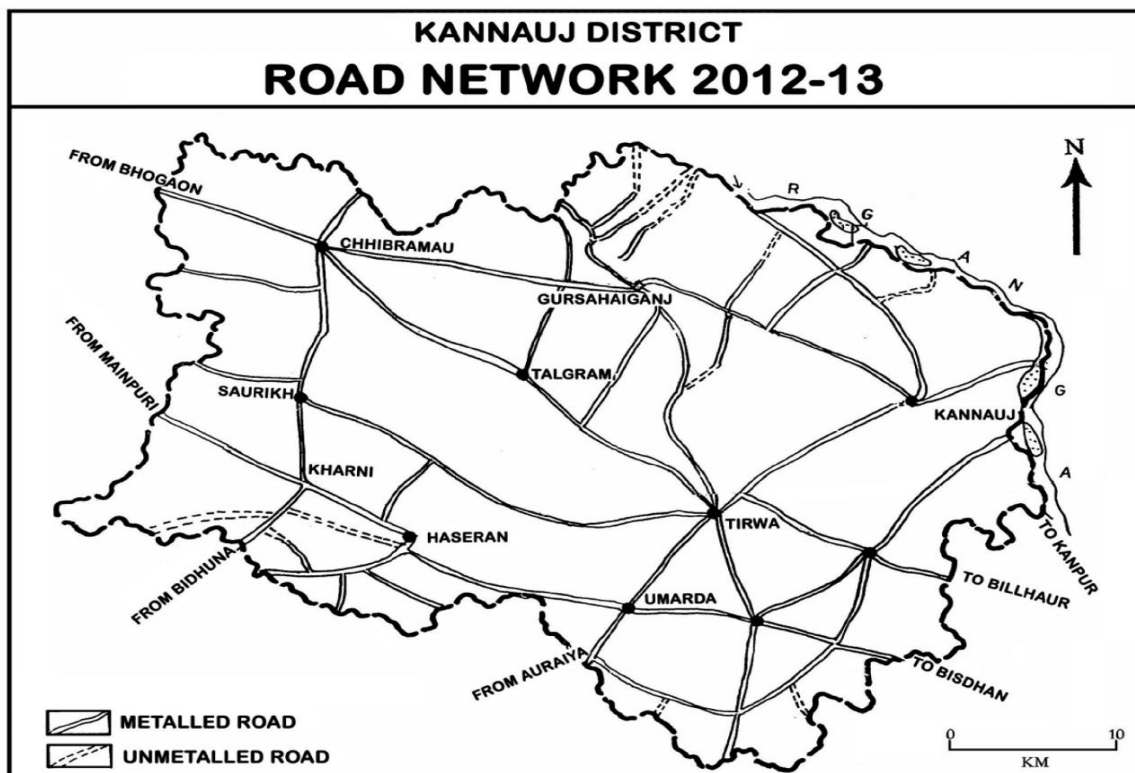 KANNAUJ DISTRICT
ROAD NETWORK 2012-13
FROM BHOGAON
N
R
G
A
N
G
A
CHHIBRAMAU
GURSAHAIGANJ
FROM MAINPURI
TALGRAM
SAURIKH
KANNAUJ
KHARNI
TIRWA
HASERAN
TO KANPUR
FROM BIDHUNA
TO BILLHAUR
UMARDA
FROM AURAIYA
TO BISDHAN
METALLED ROAD
UNMETALLED ROAD
0 10
KM